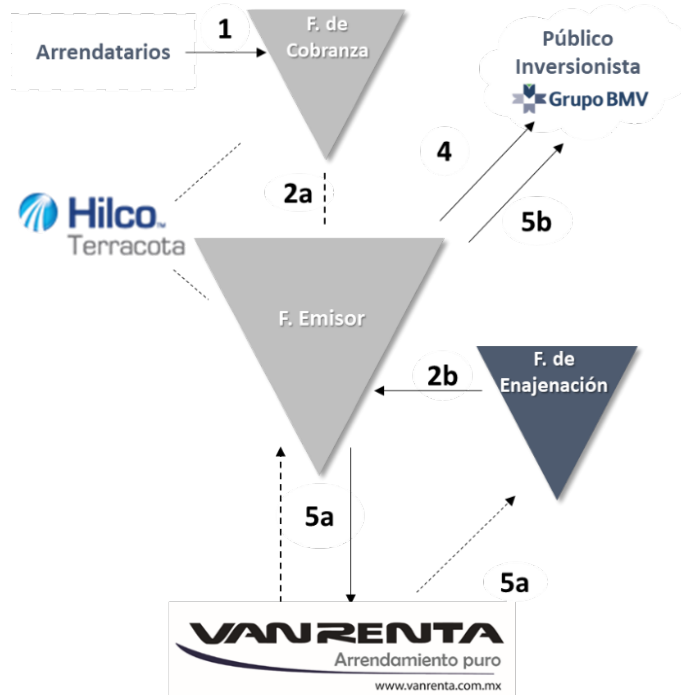 Arrendatarios
1
F. de
Cobranza
Público
Inversionista
Grupo BMV
2a
4
5b
Hilco™
Terracota
F. Emisor
F. de
Enajenación
2b
5a
5a
VANRENTA
Arrendamiento puro
www.vanrenta.com.mx